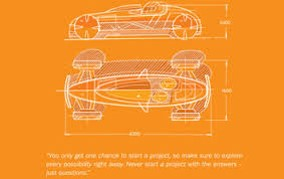 "You only get one chance to start a project, so make sure to explore
every possibility right away. Never start a project with the answers -
just questions."